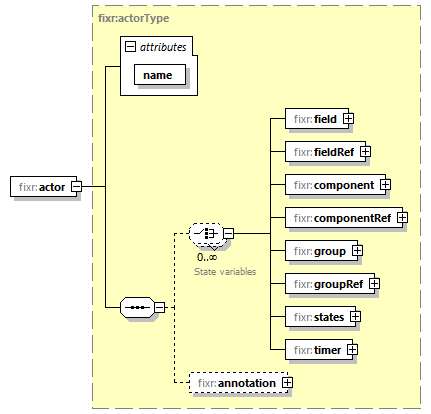 fixr:actorType
attributes
name
fixr:actor
fixr:field
fixr:fieldRef
fixr:component
fixr:componentRef
0..∞
State variables
fixr:group
fixr:groupRef
fixr:states
fixr:timer
fixr:annotation